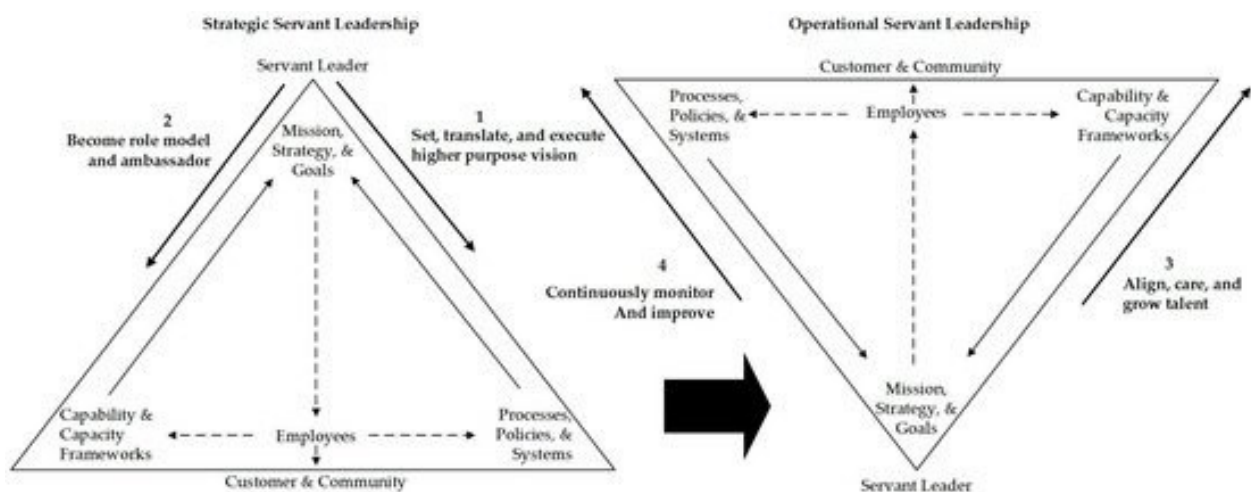 Strategic Servant Leadership
Servant Leader
2
Become role model
and ambassador
1
Set, translate, and execute
higher purpose vision
Mission,
Strategy, &
Goals
Capability &
Capacity
Frameworks
Employees
Processes,
Policies, &
Systems
Customer & Community
Operational Servant Leadership
Customer & Community
Processes,
Policies, &
Systems
Employees
Capability &
Capacity
Frameworks
4
Continuously monitor
And improve
3
Align, care, and
grow talent
Mission,
Strategy, &
Goals
Servant Leader